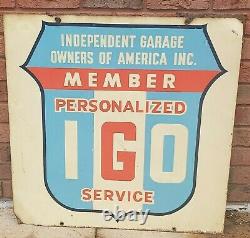 INDEPENDENT GARAGE
OWNERS OF AMERICA INC.
MEMBER
PERSONALIZED
IGO
SERVICE